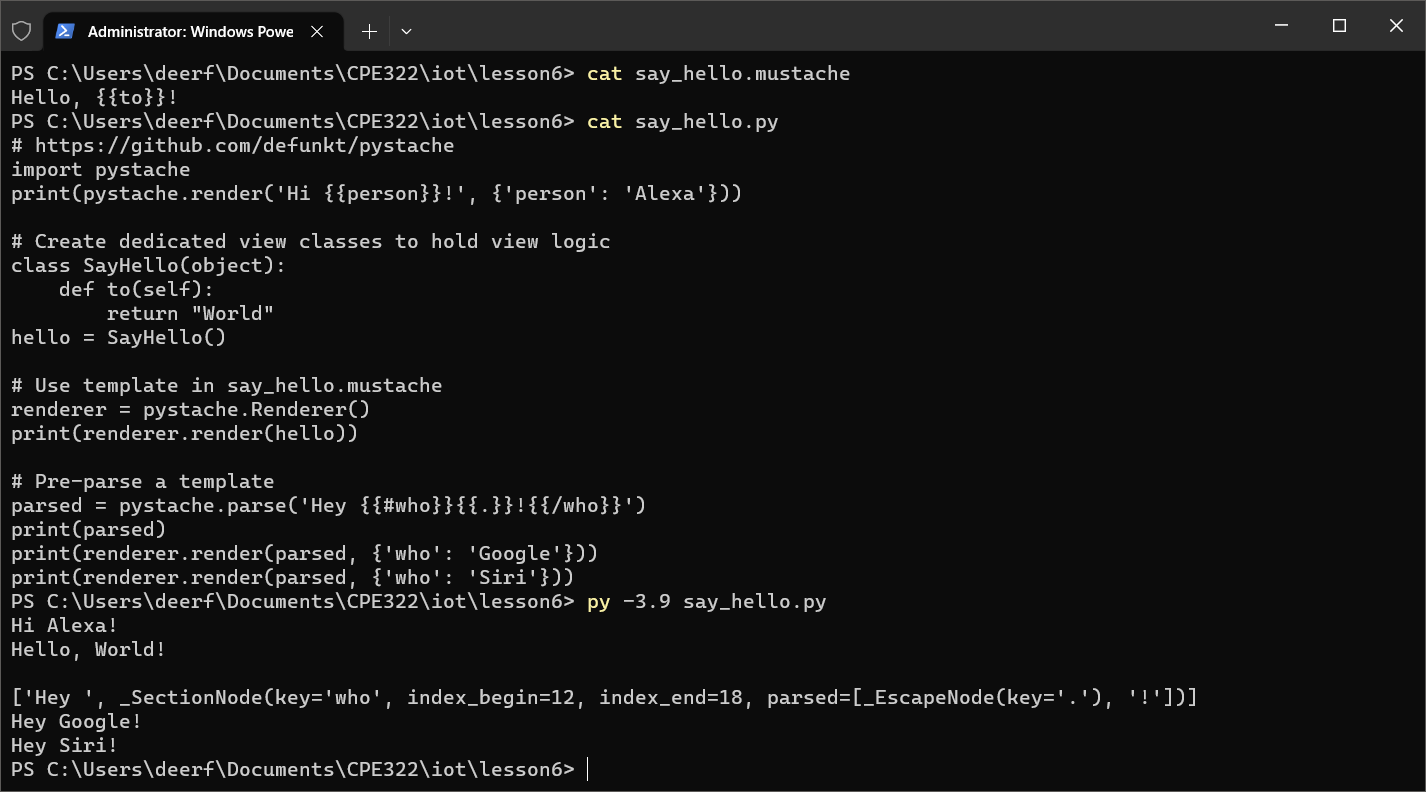 Administrator: Windows Powe
PS C:\Users\deerf\Documents\CPE322\iot\lesson6> cat say_hello.mustache
Hello, {{to}}!
PS C:\Users\deerf\Documents\CPE322\iot\lesson6> cat say_hello.py
# https://github.com/defunkt/pystache
import pystache
print(pystache.render('Hi {{person}}!', {'person': 'Alexa'}))

# Create dedicated view classes to hold view logic
class SayHello(object):
    def to(self):
        return "World"
hello = SayHello()

# Use template in say_hello.mustache
renderer = pystache.Renderer()
print(renderer.render(hello))

# Pre-parse a template
parsed = pystache.parse('Hey {{#who}}{{.}}!{{/who}}')
print(parsed)
print(renderer.render(parsed, {'who': 'Google'}))
print(renderer.render(parsed, {'who': 'Siri'}))
PS C:\Users\deerf\Documents\CPE322\iot\lesson6> py -3.9 say_hello.py
Hi Alexa!
Hello, World!

['Hey ', _SectionNode(key='who', index_begin=12, index_end=18, parsed=[_EscapeNode(key='.'), '!'])]
Hey Google!
Hey Siri!
PS C:\Users\deerf\Documents\CPE322\iot\lesson6>